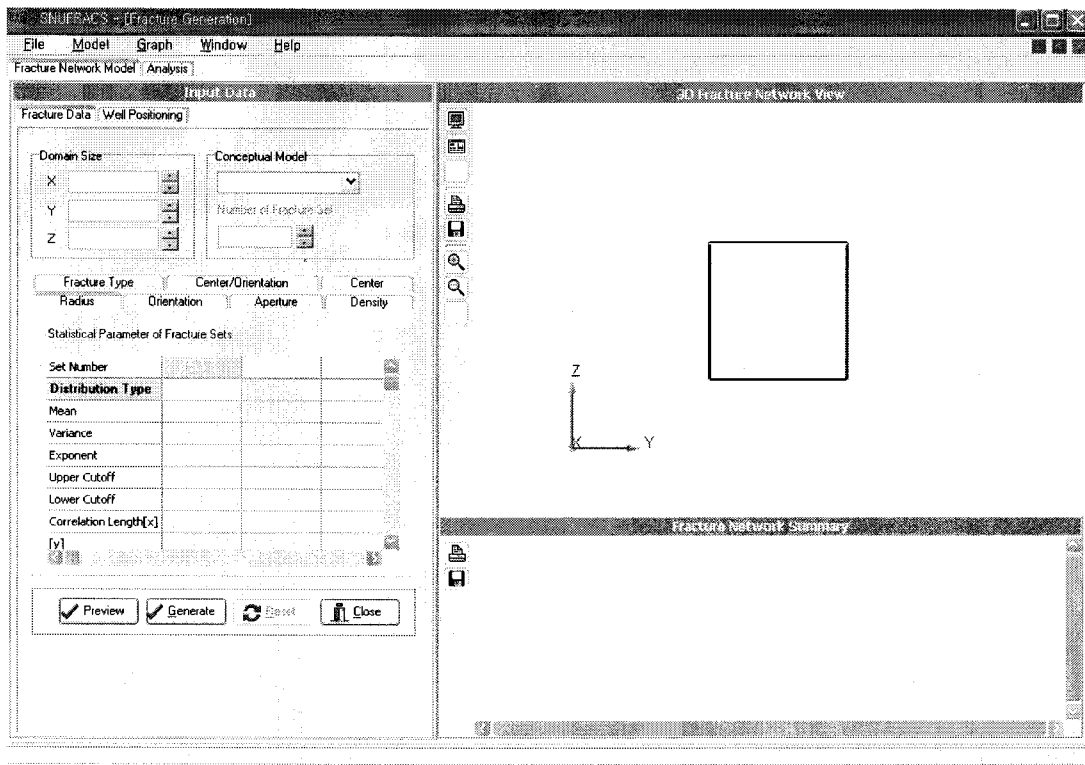 SNUFRACS - [Fracture Generation]
File Model Graph Window Help
Fracture Network Model Analysis
Input Data
Fracture Data Well Positioning
Domain Size
X
Y
Z
Conceptual Model
Number of Fracture Set
Fracture Type Center/Orientation Center
Radius Orientation Aperture Density
Statistical Parameter of Fracture Sets
Set Number
Distribution Type
Mean
Variance
Exponent
Upper Cutoff
Lower Cutoff
Correlation Length[x]
[y]
Preview Generate Reset Close
3D Fracture Network View
Z
X Y
Fracture Network Summary